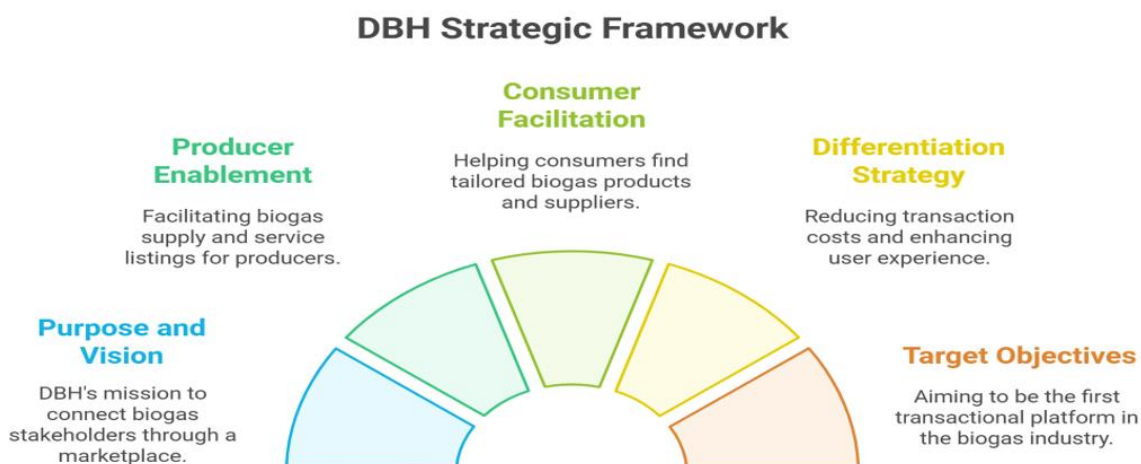 DBH Strategic Framework
Consumer
Facilitation
Helping consumers find
tailored biogas products
and suppliers.
Producer
Enablement
Facilitating biogas
supply and service
listings for producers.
Differentiation
Strategy
Reducing transaction
costs and enhancing
user experience.
Purpose and
Vision
DBH's mission to
connect biogas
stakeholders through a
marketplace.
Target Objectives
Aiming to be the first
transactional platform in
the biogas industry.